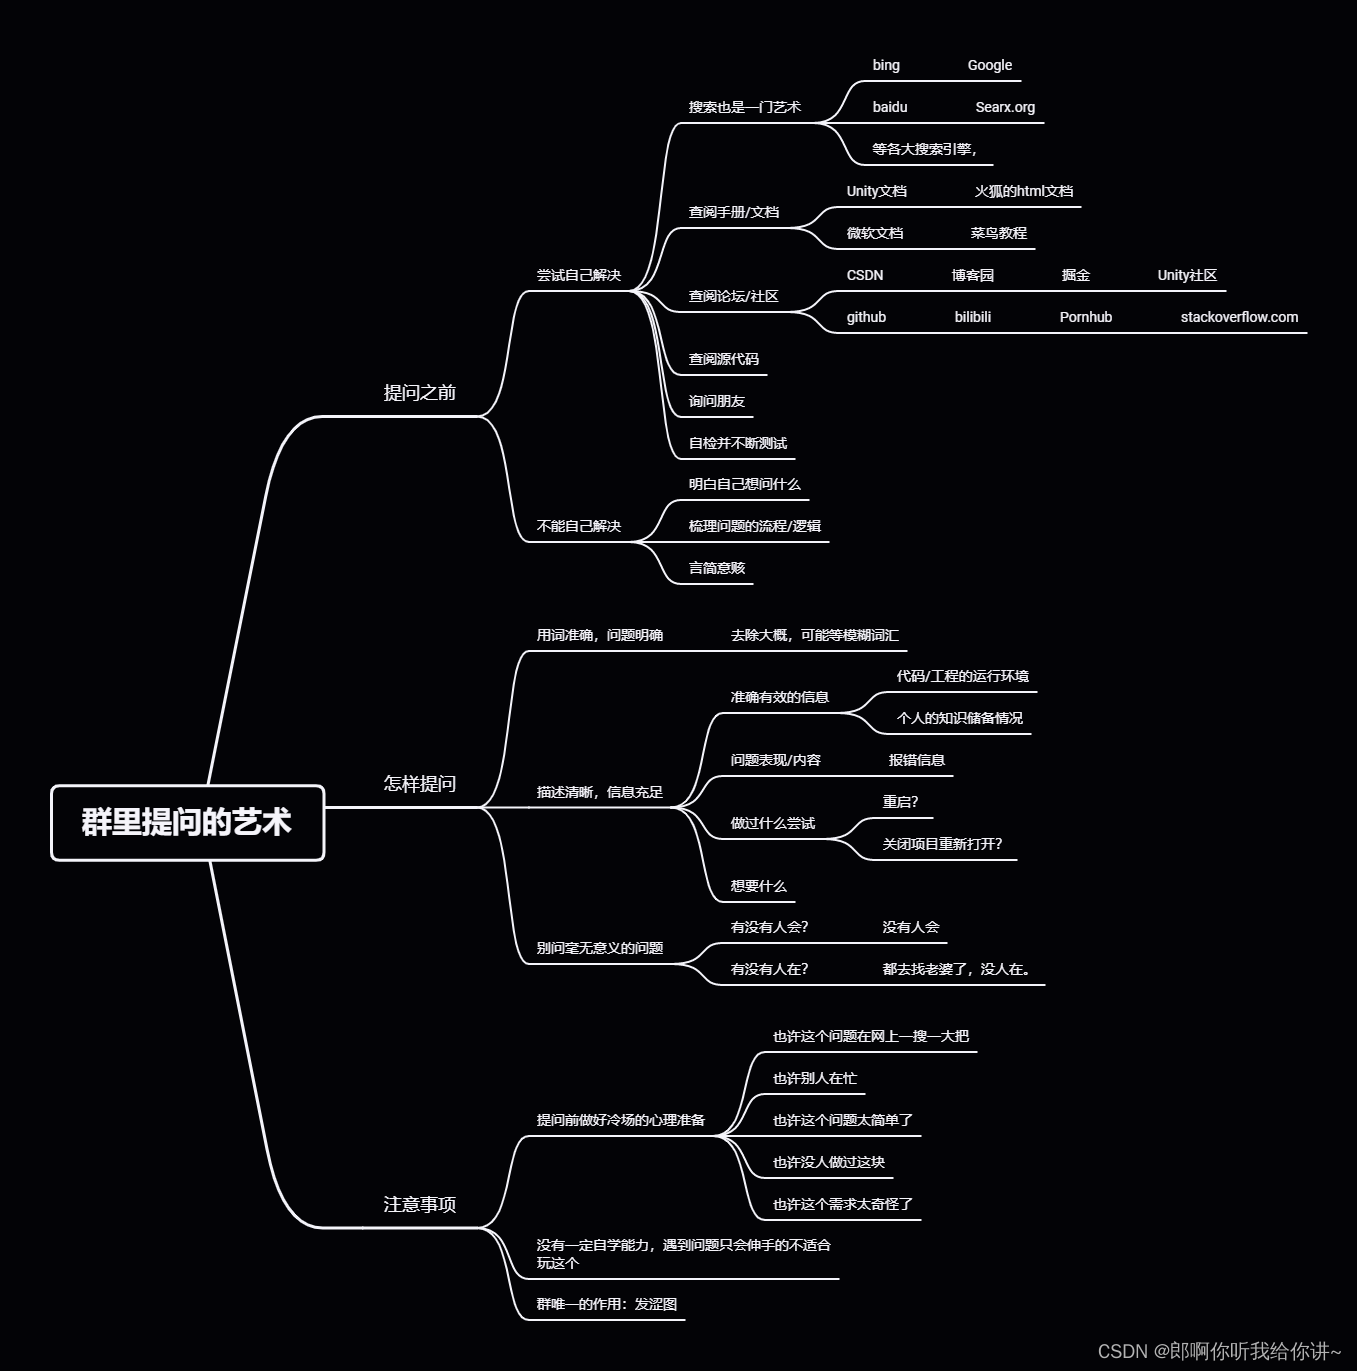 群里提问的艺术
提问之前
尝试自己解决
搜索也是一门艺术
bing Google
baidu Searx.org
等各大搜索引擎，
查阅手册/文档
Unity文档 火狐的html文档
微软文档 菜鸟教程
查阅论坛/社区
CSDN 博客园 掘金 Unity社区
github bilibili Pornhub stackoverflow.com
查阅源代码
询问朋友
自检并不断测试
不能自己解决
明白自己想问什么
梳理问题的流程/逻辑
言简意赅
怎样提问
用词准确，问题明确 去除大概，可能等模糊词汇
描述清晰，信息充足
准确有效的信息
代码/工程的运行环境
个人的知识储备情况
问题表现/内容 报错信息
做过什么尝试
重启？
关闭项目重新打开？
想要什么
别问毫无意义的问题
有没有人会？ 没有人会
有没有人在？ 都去找老婆了，没人在。
注意事项
提问前做好冷场的心理准备
也许这个问题在网上一搜一大把
也许别人在忙
也许这个问题太简单了
也许没人做过这块
也许这个需求太奇怪了
没有一定自学能力，遇到问题只会伸手的不适合
玩这个
群唯一的作用：发涩图
CSDN @郎啊你听我给你讲~